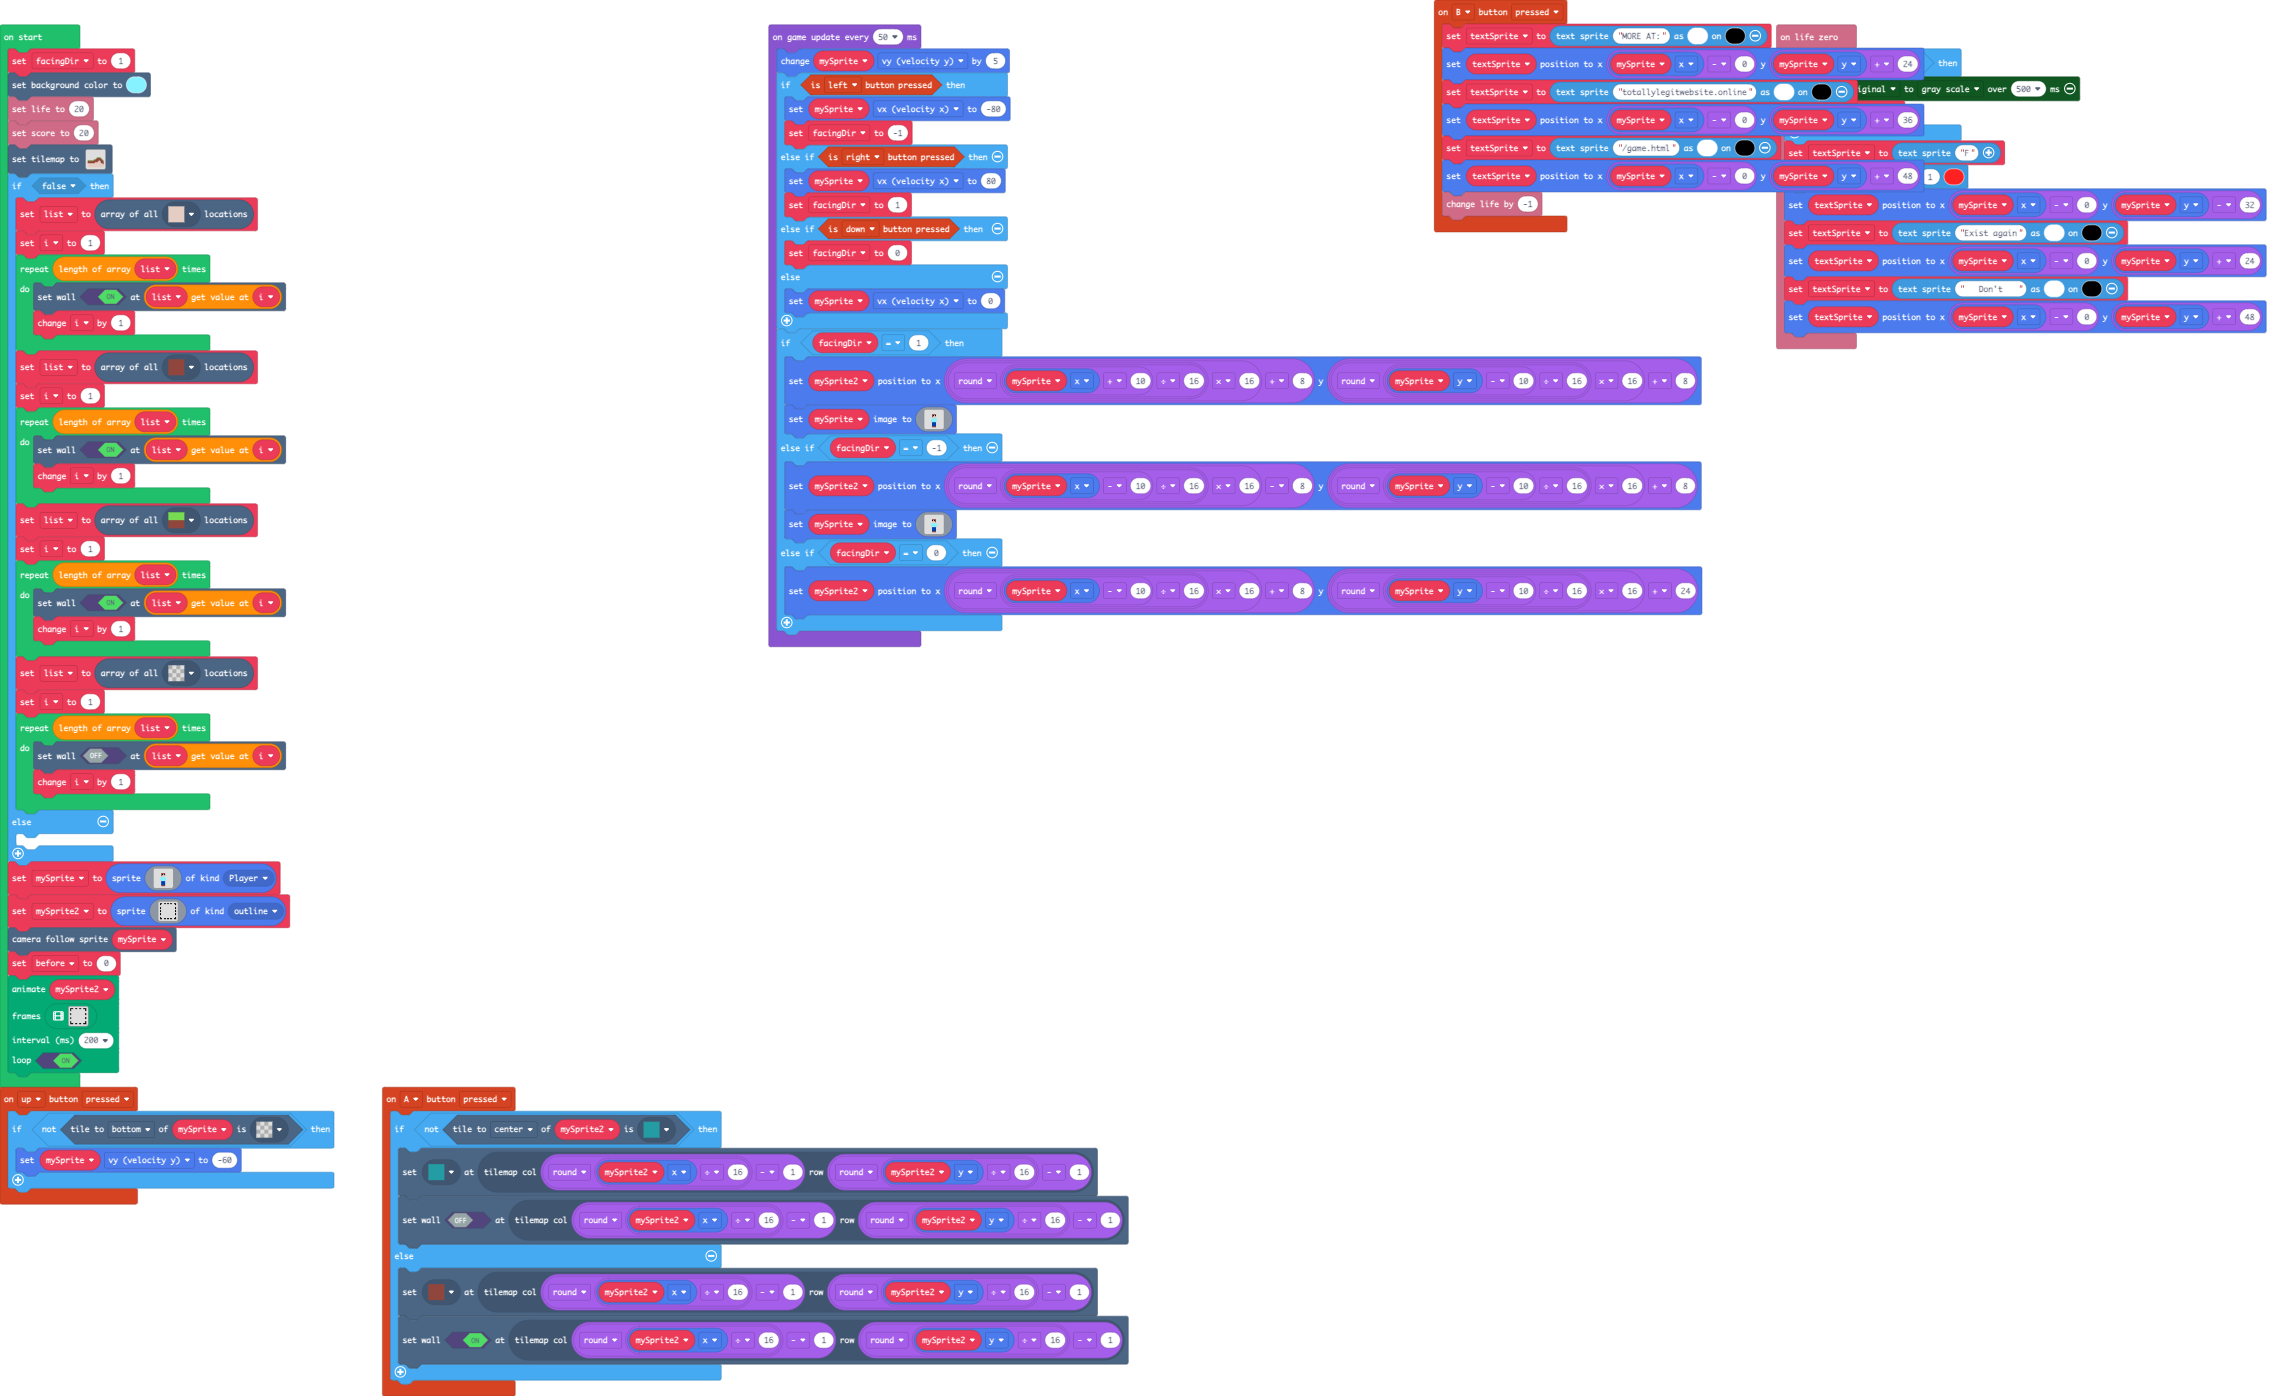 on start
set facingDir to 1
set background color to
set life to 20
set score to 20
set tilemap to
if false then
set list to array of all locations
set i to 1
repeat length of array list times
do set wall ON at list get value at i
change i by 1
set list to array of all locations
set i to 1
repeat length of array list times
do set wall ON at list get value at i
change i by 1
set list to array of all locations
set i to 1
repeat length of array list times
do set wall ON at list get value at i
change i by 1
set list to array of all locations
set i to 1
repeat length of array list times
do set wall OFF at list get value at i
change i by 1
else
set mySprite to sprite of kind Player
set mySprite2 to sprite of kind outline
camera follow sprite mySprite
set before to 0
animate mySprite2
frames
interval (ms) 200
loop ON
on up button pressed
if not tile to bottom of mySprite is then
set mySprite vy (velocity y) to -60
on A button pressed
if not tile to center of mySprite2 is then
set at tilemap col round mySprite2 x ÷ 16 - 1 row round mySprite2 y ÷ 16 - 1
set wall OFF at tilemap col round mySprite2 x ÷ 16 - 1 row round mySprite2 y ÷ 16 - 1
else
set at tilemap col round mySprite2 x ÷ 16 - 1 row round mySprite2 y ÷ 16 - 1
set wall ON at tilemap col round mySprite2 x ÷ 16 - 1 row round mySprite2 y ÷ 16 - 1
on game update every 50 ms
change mySprite vy (velocity y) by 5
if is left button pressed then
set mySprite vx (velocity x) to -80
set facingDir to -1
else if is right button pressed then
set mySprite vx (velocity x) to 80
set facingDir to 1
else if is down button pressed then
set facingDir to 0
else
set mySprite vx (velocity x) to 0
if facingDir = 1 then
set mySprite2 position to x round mySprite x + 10 ÷ 16 × 16 + 8 y round mySprite y - 10 ÷ 16 × 16 + 8
set mySprite image to
else if facingDir = -1 then
set mySprite2 position to x round mySprite x - 10 ÷ 16 × 16 - 8 y round mySprite y - 10 ÷ 16 × 16 + 8
set mySprite image to
else if facingDir = 0 then
set mySprite2 position to x round mySprite x - 10 ÷ 16 × 16 + 8 y round mySprite y - 10 ÷ 16 × 16 + 24
on B button pressed
set textSprite to text sprite "MORE AT:" as on
set textSprite position to x mySprite x - 0 y mySprite y + 24
set textSprite to text sprite "totallylegitwebsite.online" as on
set textSprite position to x mySprite x - 0 y mySprite y + 36
set textSprite to text sprite "/game.html" as on
set textSprite position to x mySprite x - 0 y mySprite y + 48
change life by -1
on life zero
then
to gray scale over 500 ms
set textSprite to text sprite "F"
1
set textSprite position to x mySprite x - 0 y mySprite y - 32
set textSprite to text sprite "Exist again" as on
set textSprite position to x mySprite x - 0 y mySprite y + 24
set textSprite to text sprite " Don't " as on
set textSprite position to x mySprite x - 0 y mySprite y + 48